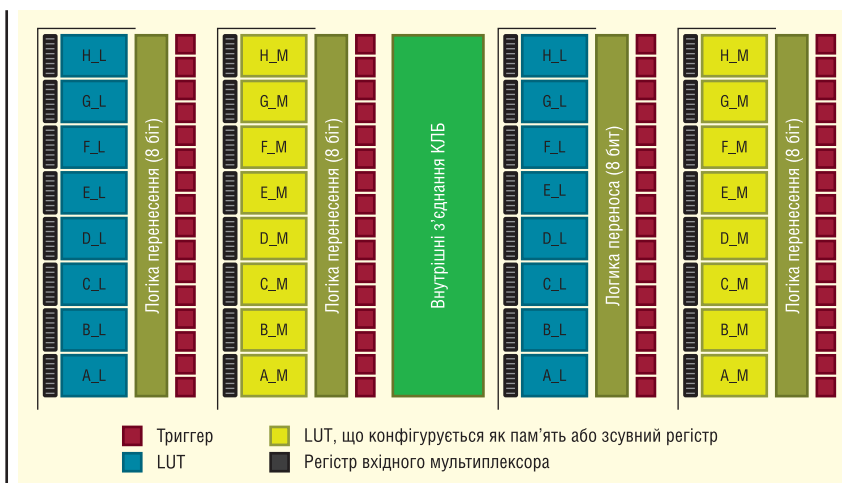 H_L
G_L
F_L
E_L
D_L
C_L
B_L
A_L
Логіка перенесення (8 біт)
H_M
G_M
F_M
E_M
D_M
C_M
B_M
A_M
Логіка перенесення (8 біт)
Внутрішні з’єднання КЛБ
H_L
G_L
F_L
E_L
D_L
C_L
B_L
A_L
Логика переноса (8 бит)
H_M
G_M
F_M
E_M
D_M
C_M
B_M
A_M
Логіка перенесення (8 біт)
Триггер
LUT, що конфігурується як пам’ять або зсувний регістр
LUT
Регістр вхідного мультиплексора